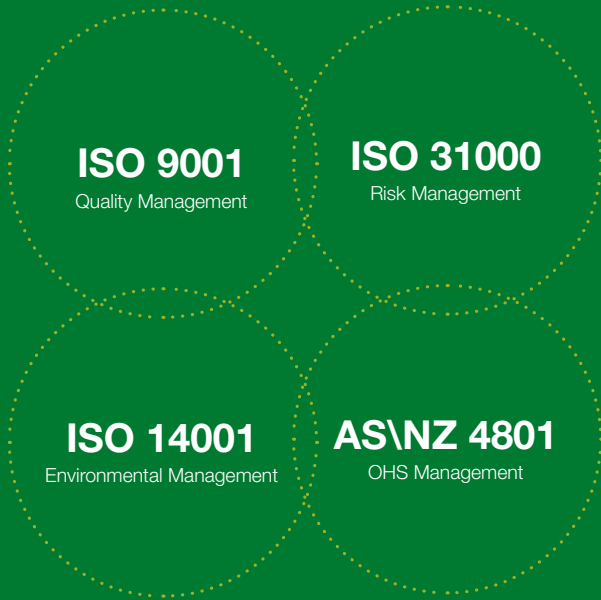 ISO 9001
Quality Management
ISO 31000
Risk Management
ISO 14001
Environmental Management
AS\NZ 4801
OHS Management